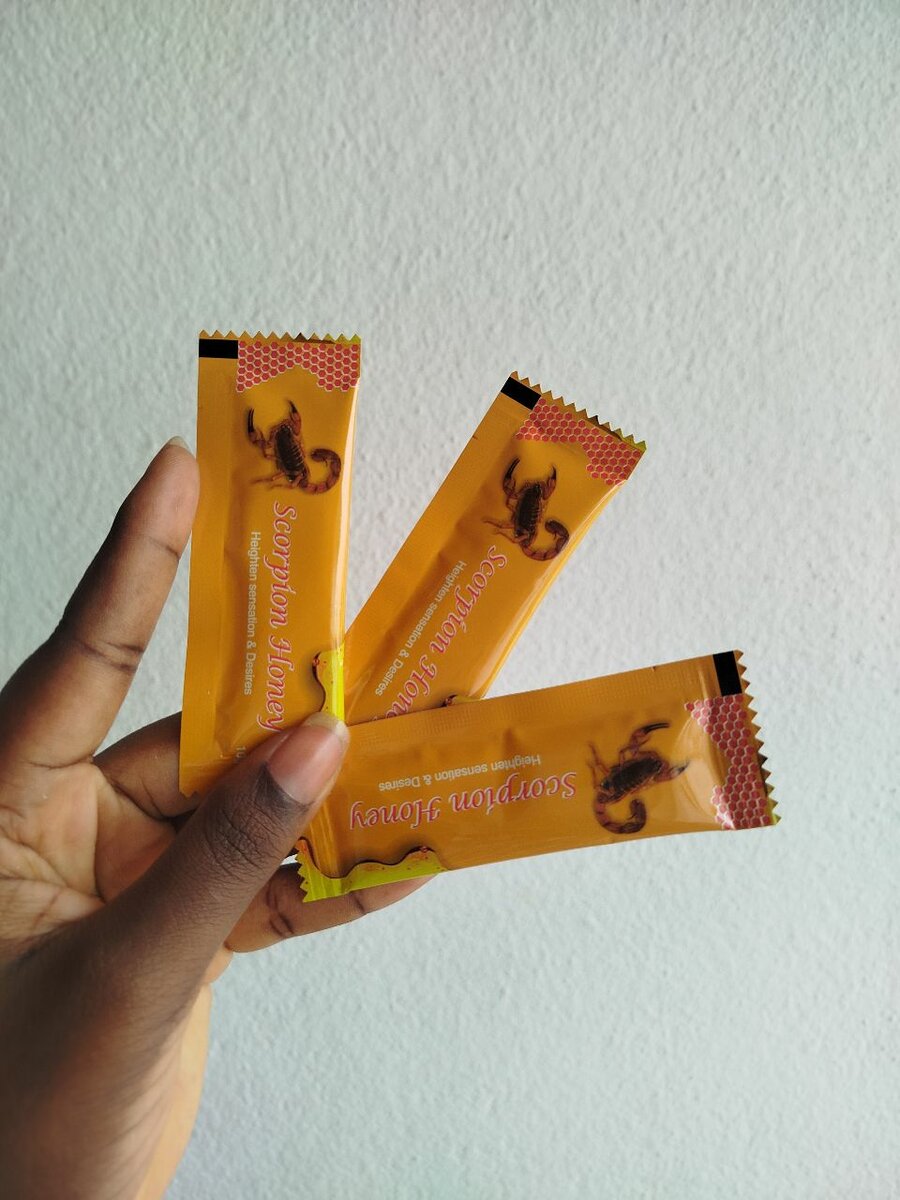 Scorpion Honey
Heighten sensation & Desires
Scorpion Hon
Heighten sensation & Desires
Scorpion Honey
Heighten sensation & Desires